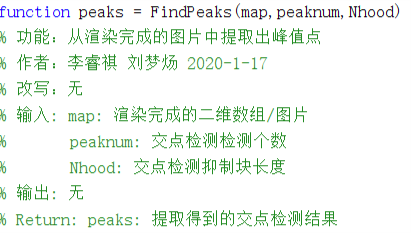 function peaks = FindPeaks(map,peaknum,Nhood)
% 功能: 从渲染完成的图片中提取出峰值点
% 作者: 李睿祺 刘梦炀 2020-1-17
% 改写: 无
% 输入: map: 渲染完成的二维数组/图片
% peaknum: 交点检测检测个数
% Nhood: 交点检测抑制块长度
% 输出: 无
% Return: peaks: 提取得到的交点检测结果